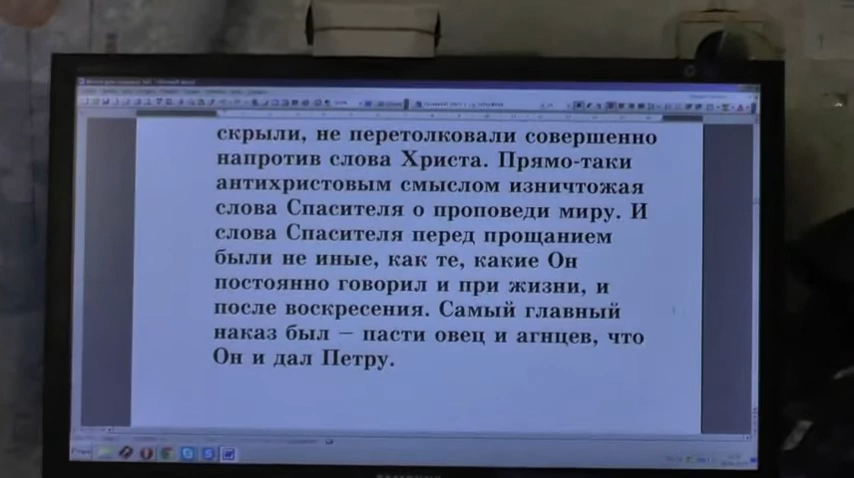 скрыли, не перетолковали совершенно
напротив слова Христа. Прямо-таки
антихристовым смыслом изничтожая
слова Спасителя о проповеди миру. И
слова Спасителя перед прощанием
были не иные, как те, какие Он
постоянно говорил и при жизни, и
после воскресения. Самый главный
наказ был – пасти овец и агнцев, что
Он и дал Петру.